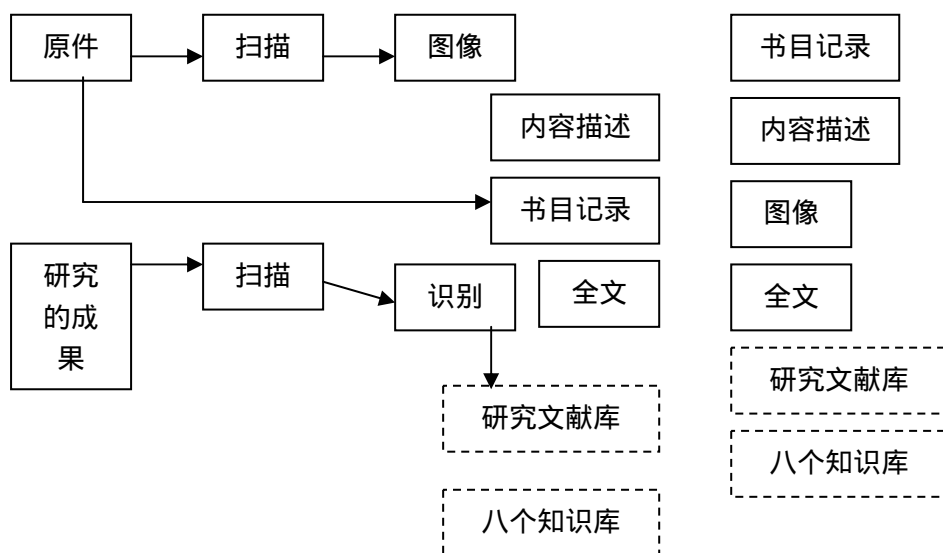 原件
扫描
图像
书目记录
内容描述
内容描述
书目记录
图像
研究
的成
果
扫描
识别
全文
全文
研究文献库
研究文献库
八个知识库
八个知识库